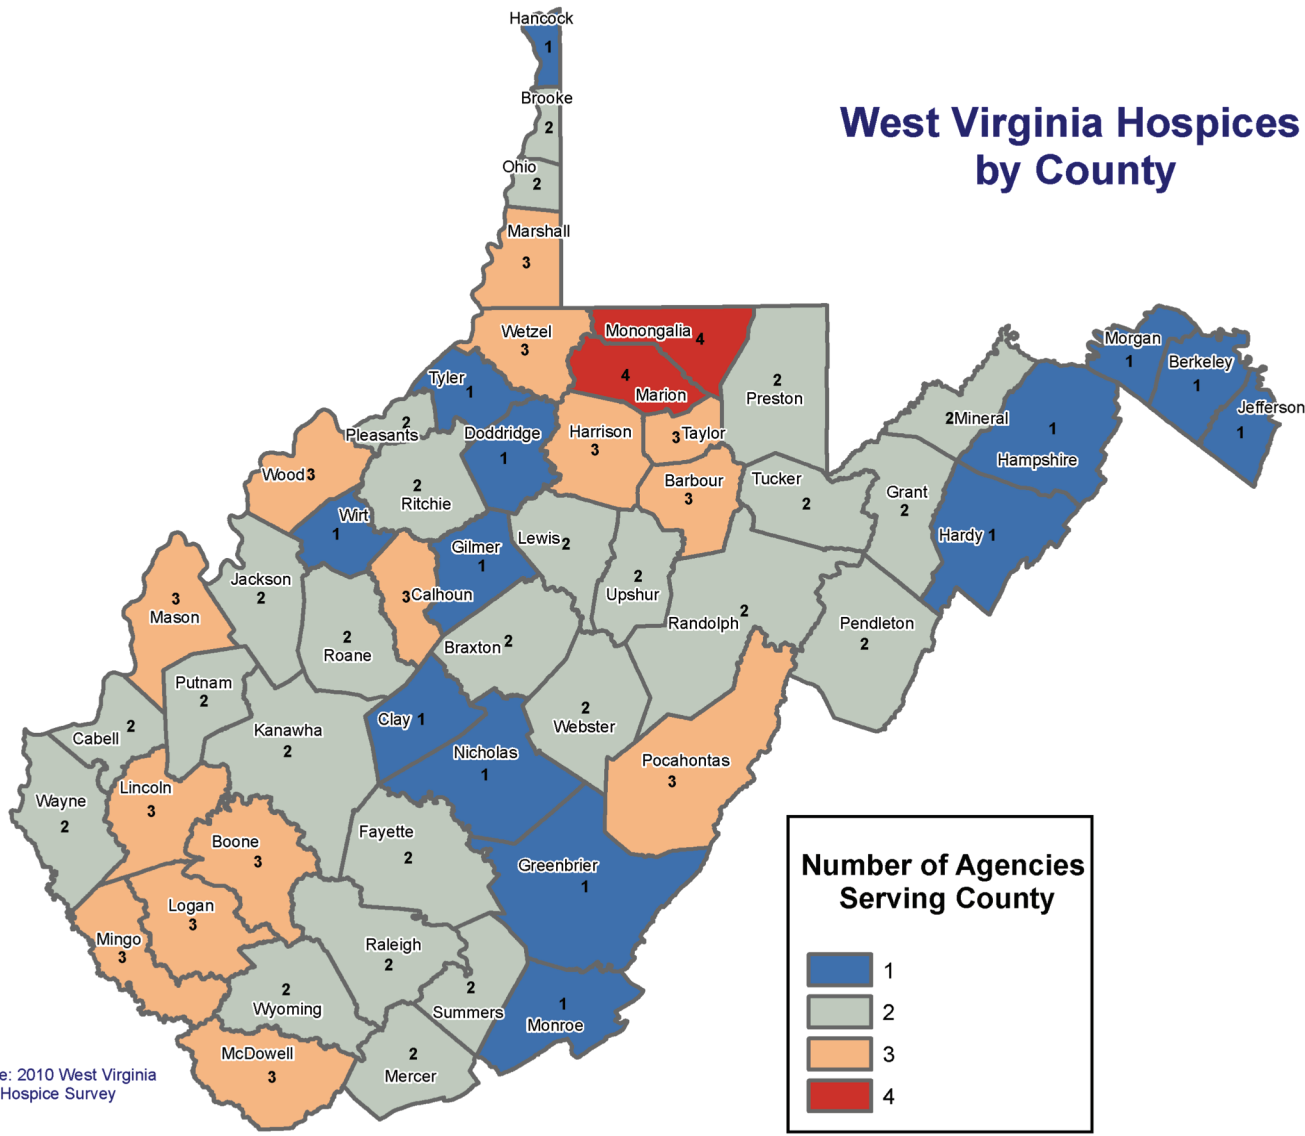 Hancock
1
West Virginia Hospices
by County
Brooke
2
Ohio
2
Marshall
3
Wetzel
3
Monongalia 4
4
Marion
2
Preston
Morgan
1
Berkeley
1
Jefferson
1
Tyler
1
2
Pleasants
Doddridge
1
Harrison
3
3 Taylor
2Mineral
1
Hampshire
Wood 3
2
Ritchie
Barbour
3
Tucker
2
Grant
2
Hardy 1
Wirt
1
Gilmer
1
Lewis 2
Jackson
2
3 Calhoun
2
Upshur
3
Mason
2
Roane
Braxton 2
Randolph 2
Pendleton
2
Putnam
2
Clay 1
2
Webster
Cabell 2
Kanawha
2
Nicholas
1
Pocahontas
3
Wayne
2
Lincoln
3
Boone
3
Fayette
2
Greenbrier
1
Logan
3
Mingo
3
Raleigh
2
2
Wyoming
2
Summers
1
Monroe
McDowell
3
2
Mercer
Number of Agencies
Serving County
1
2
3
4
e: 2010 West Virginia
Hospice Survey